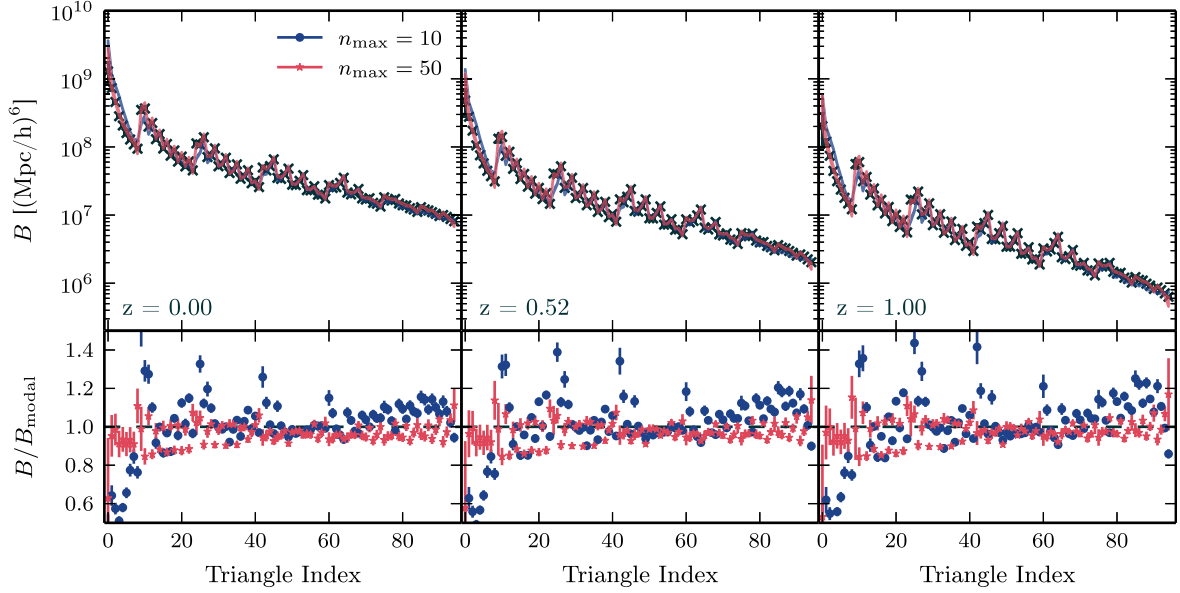 10^10
10^9
10^8
10^7
10^6
B [(Mpc/h)^6]
n_max = 10
n_max = 50
z = 0.00
z = 0.52
z = 1.00
1.4
1.2
1.0
0.8
0.6
B/B_modal
0 20 40 60 80
0 20 40 60 80
0 20 40 60 80
Triangle Index
Triangle Index
Triangle Index